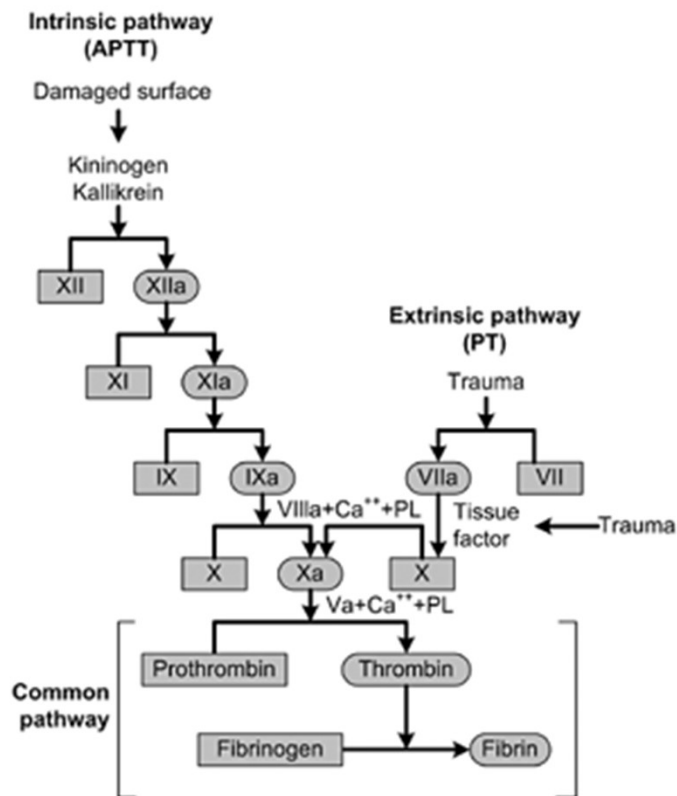 Intrinsic pathway
(APTT)
Damaged surface
Kininogen
Kallikrein
XII
XIIa
XI
XIa
Extrinsic pathway
(PT)
Trauma
IX
IXa
VIIa
VII
VIIIa+Ca⁺⁺+PL
Tissue
factor
Trauma
X
Xa
X
Va+Ca⁺⁺+PL
Prothrombin
Thrombin
Common
pathway
Fibrinogen
Fibrin